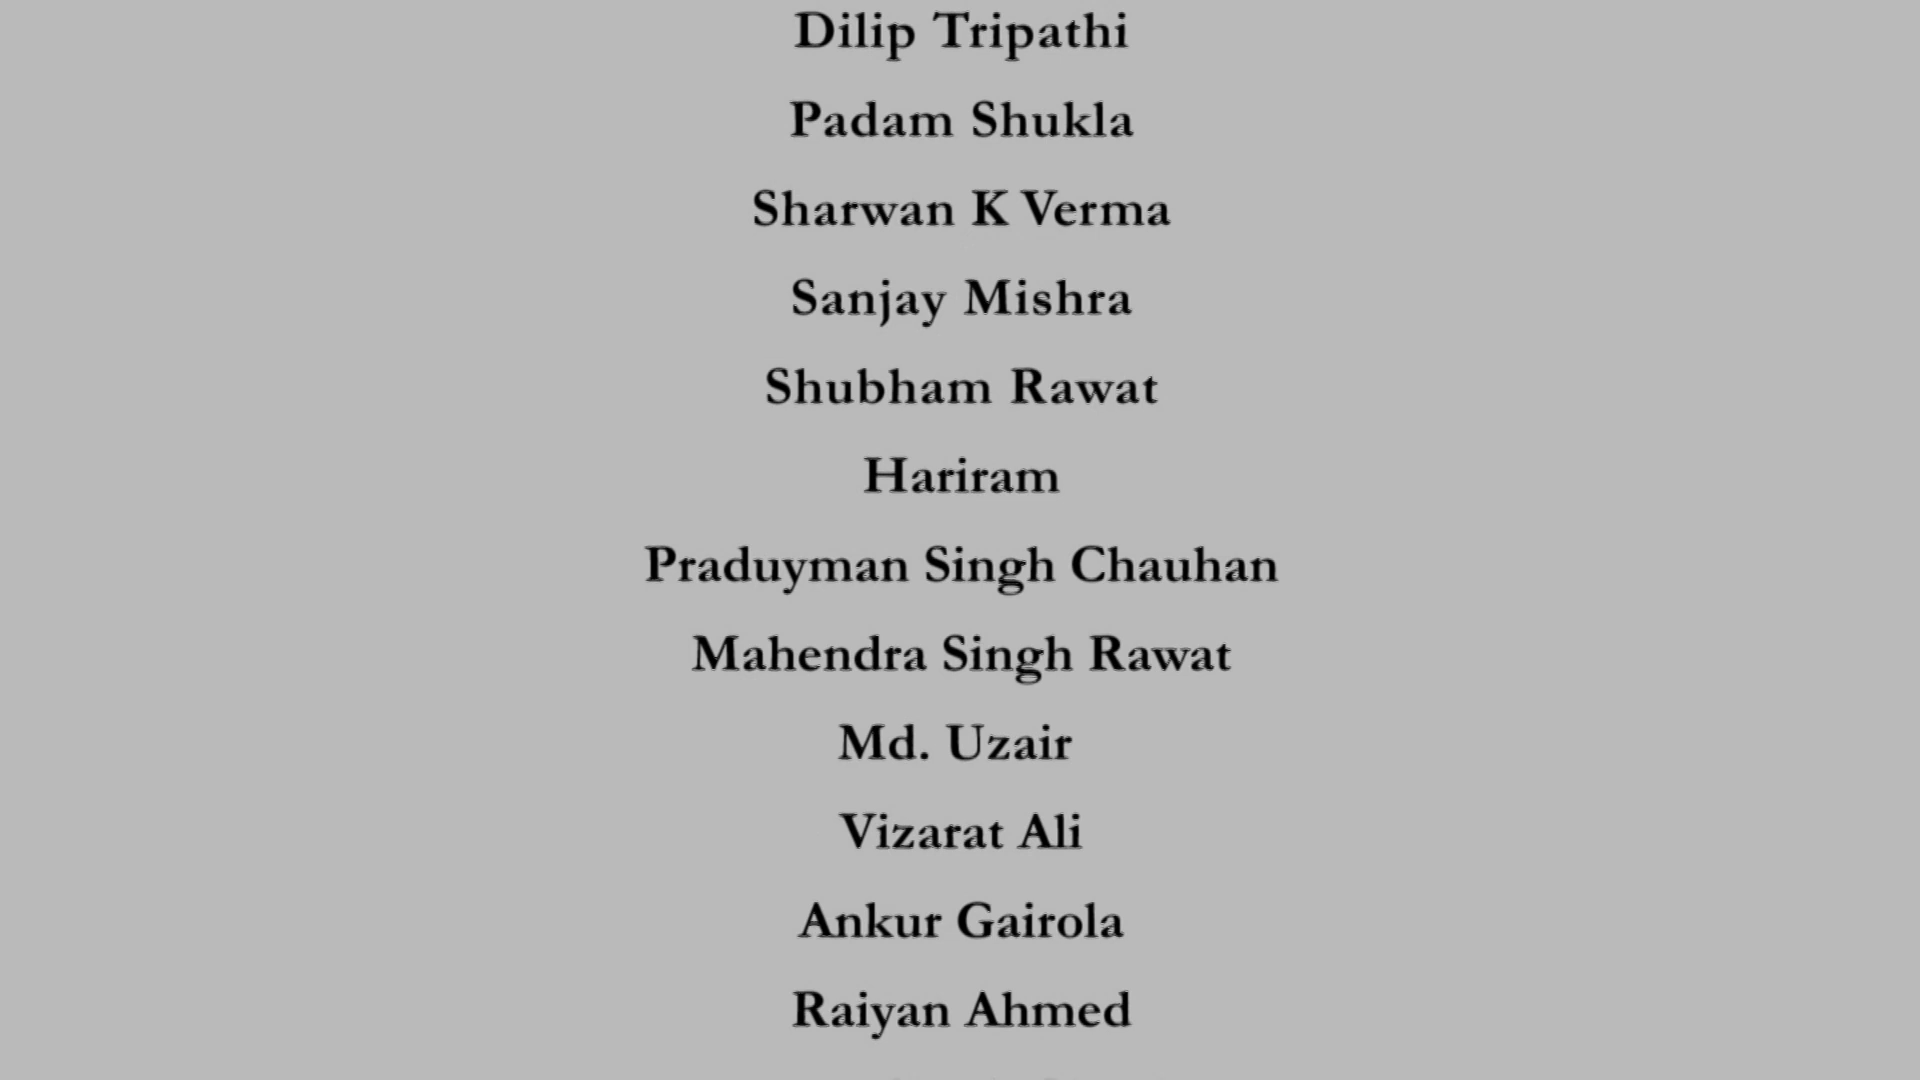 Dilip Tripathi
Padam Shukla
Sharwan K Verma
Sanjay Mishra
Shubham Rawat
Hariram
Praduyman Singh Chauhan
Mahendra Singh Rawat
Md. Uzair
Vizarat Ali
Ankur Gairola
Raiyan Ahmed